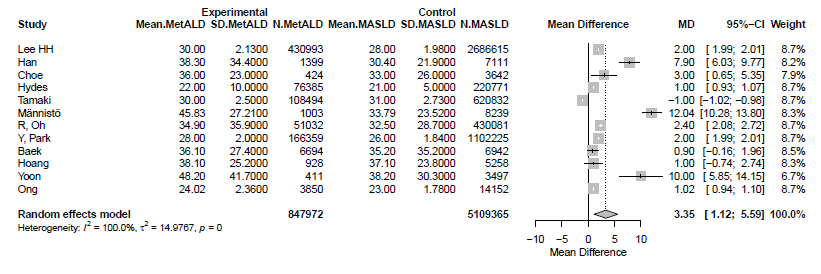 Experimental Control
Study Mean.MetALD SD.MetALD N.MetALD Mean.MASLD SD.MASLD N.MASLD Mean Difference MD 95%-CI Weight
Lee HH 30.00 2.1300 430993 28.00 1.9800 2686615 2.00 [ 1.99; 2.01] 8.7%
Han 38.30 34.4000 1399 30.40 21.9000 7111 7.90 [ 6.03; 9.77] 8.2%
Choe 36.00 23.0000 424 33.00 26.0000 3642 3.00 [ 0.65; 5.35] 7.9%
Hydes 22.00 10.0000 76385 21.00 5.0000 220771 1.00 [ 0.93; 1.07] 8.7%
Tamaki 30.00 2.5000 108494 31.00 2.7300 620832 −1.00 [−1.02; −0.98] 8.7%
Männistö 45.83 27.2100 1003 33.79 23.5200 8239 12.04 [10.28; 13.80] 8.3%
R, Oh 34.90 35.9000 51032 32.50 28.7000 430081 2.40 [ 2.08; 2.72] 8.7%
Y, Park 28.00 2.0000 166359 26.00 1.8400 1102225 2.00 [ 1.99; 2.01] 8.7%
Baek 36.10 27.4000 6694 35.20 35.2000 6942 0.90 [−0.16; 1.96] 8.5%
Hoang 38.10 25.2000 928 37.10 23.8000 5258 1.00 [−0.74; 2.74] 8.3%
Yoon 48.20 41.7000 411 38.20 30.3000 3497 10.00 [ 5.85; 14.15] 6.7%
Ong 24.02 2.3600 3850 23.00 1.7800 14152 1.02 [ 0.94; 1.10] 8.7%
Random effects model 847972 5109365 3.35 [ 1.12; 5.59] 100.0%
Heterogeneity: I² = 100.0%, τ² = 14.9767, p = 0
−10 −5 0 5 10
Mean Difference